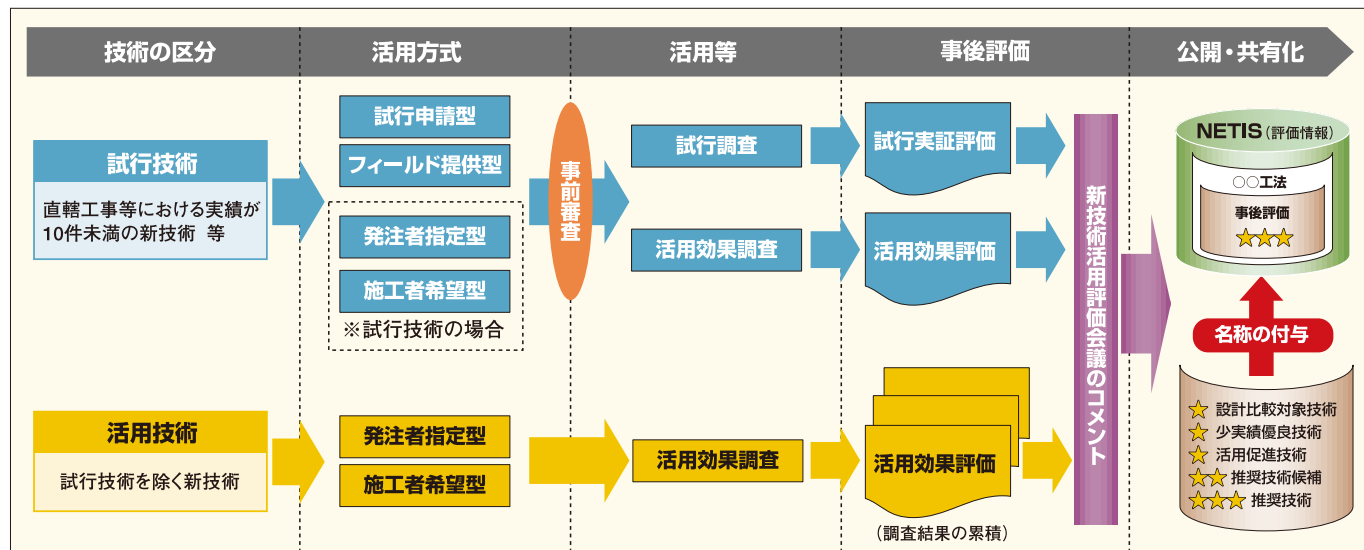 技術の区分
活用方式
活用等
事後評価
公開・共有化
試行技術
直轄工事等における実績が
10件未満の新技術 等
試行申請型
フィールド提供型
発注者指定型
施工者希望型
※試行技術の場合
事前審査
試行調査
活用効果調査
試行実証評価
活用効果評価
活用技術
試行技術を除く新技術
発注者指定型
施工者希望型
活用効果調査
活用効果評価
(調査結果の累積)
新技術活用評価会議のコメント
NETIS(評価情報)
○○工法
事後評価
★★★
名称の付与
★ 設計比較対象技術
★ 少実績優良技術
★ 活用促進技術
★★ 推奨技術候補
★★★ 推奨技術